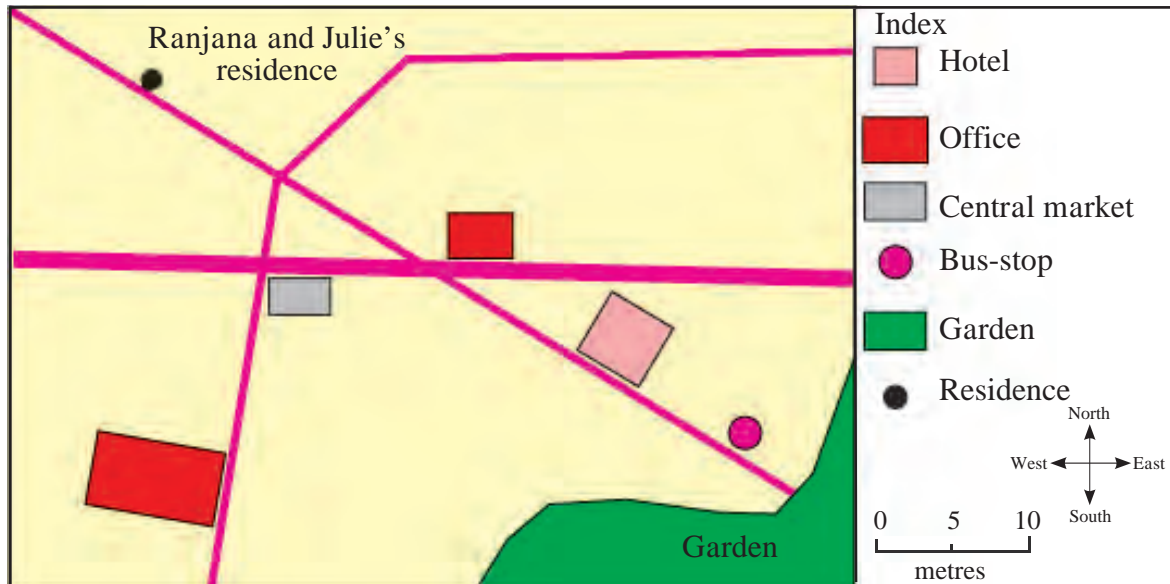 Ranjana and Julie's
residence
Garden
Index
Hotel
Office
Central market
Bus-stop
Garden
Residence
North
West East
South
0 5 10
metres